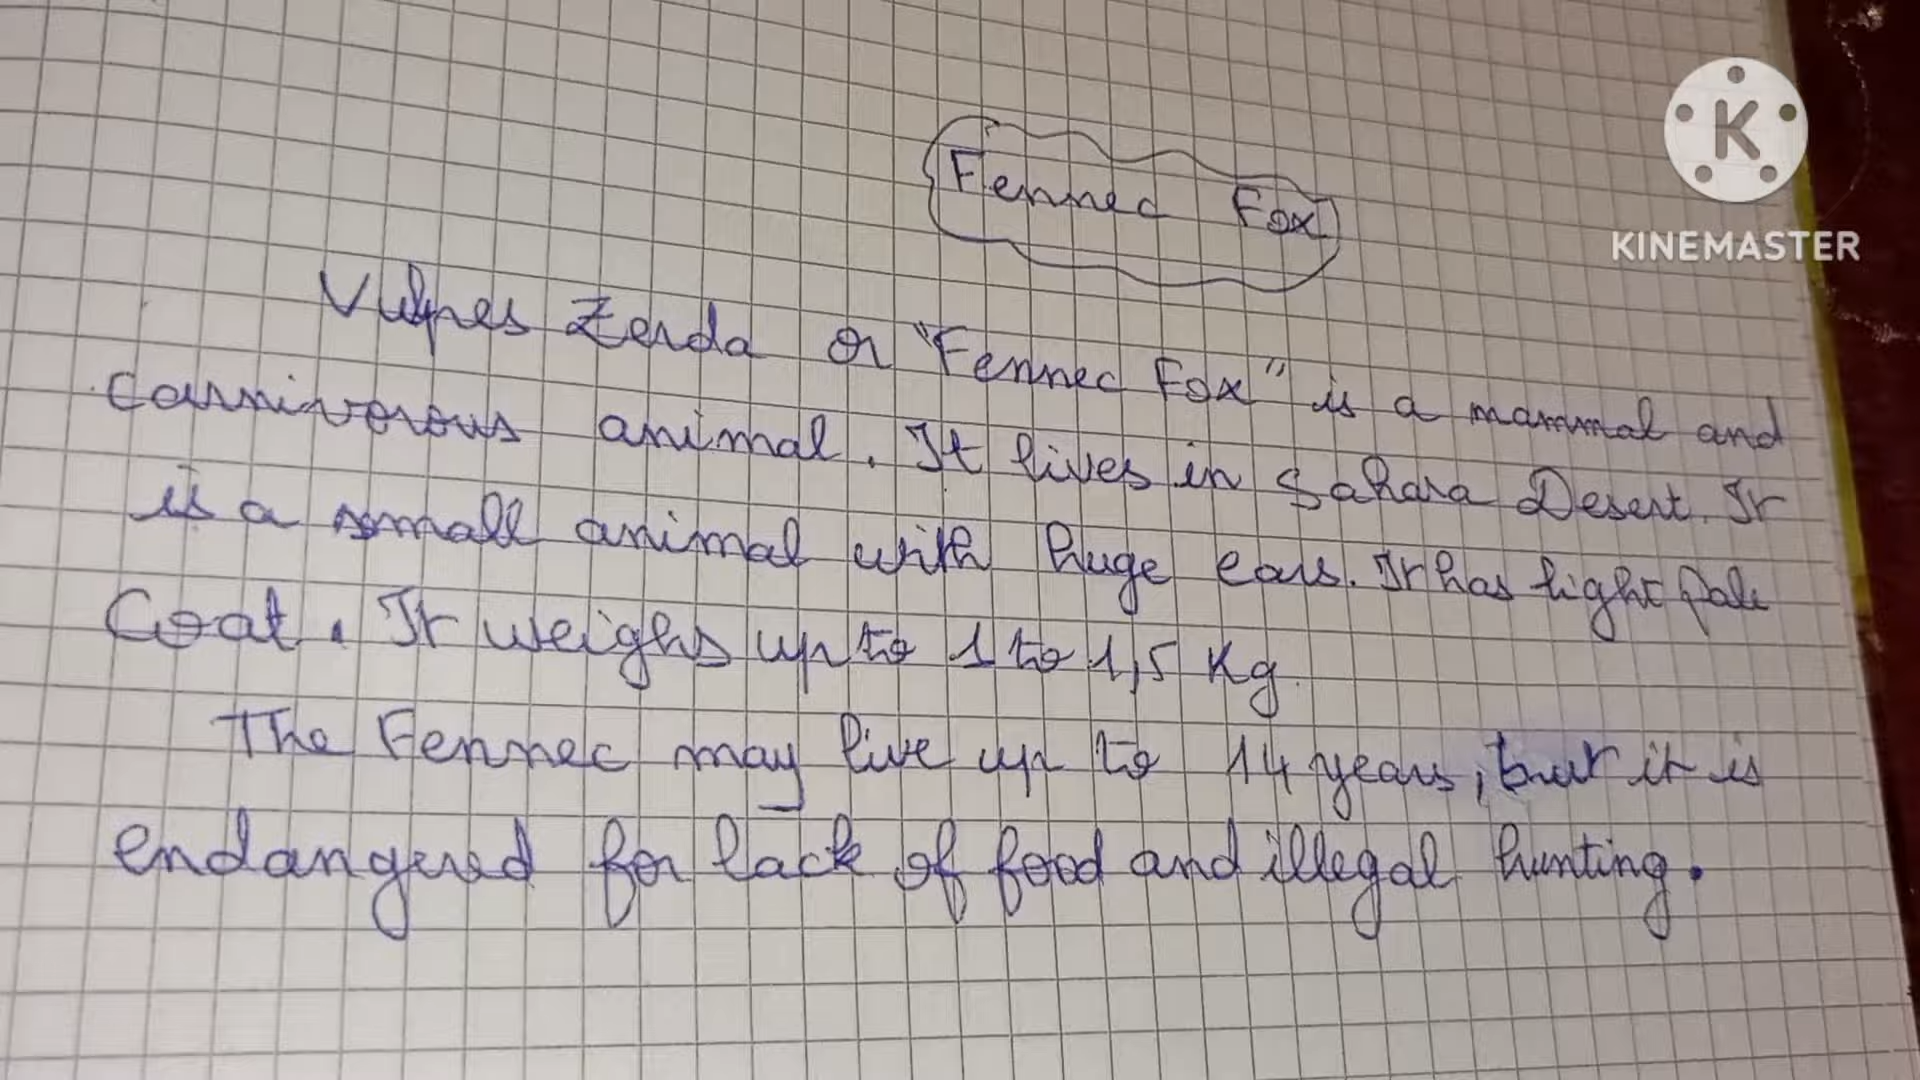 Fennec Fox
KINEMASTER
Vulpes Zerda or "Fennec Fox" is a mammal and
carnivorous animal. It lives in Sahara Desert. It
is a small animal with huge ears. It has light pale
Coat. It weighs up to 1 to 1,5 Kg.
The Fennec may live up to 14 years, but it is
endangered for lack of food and illegal hunting.